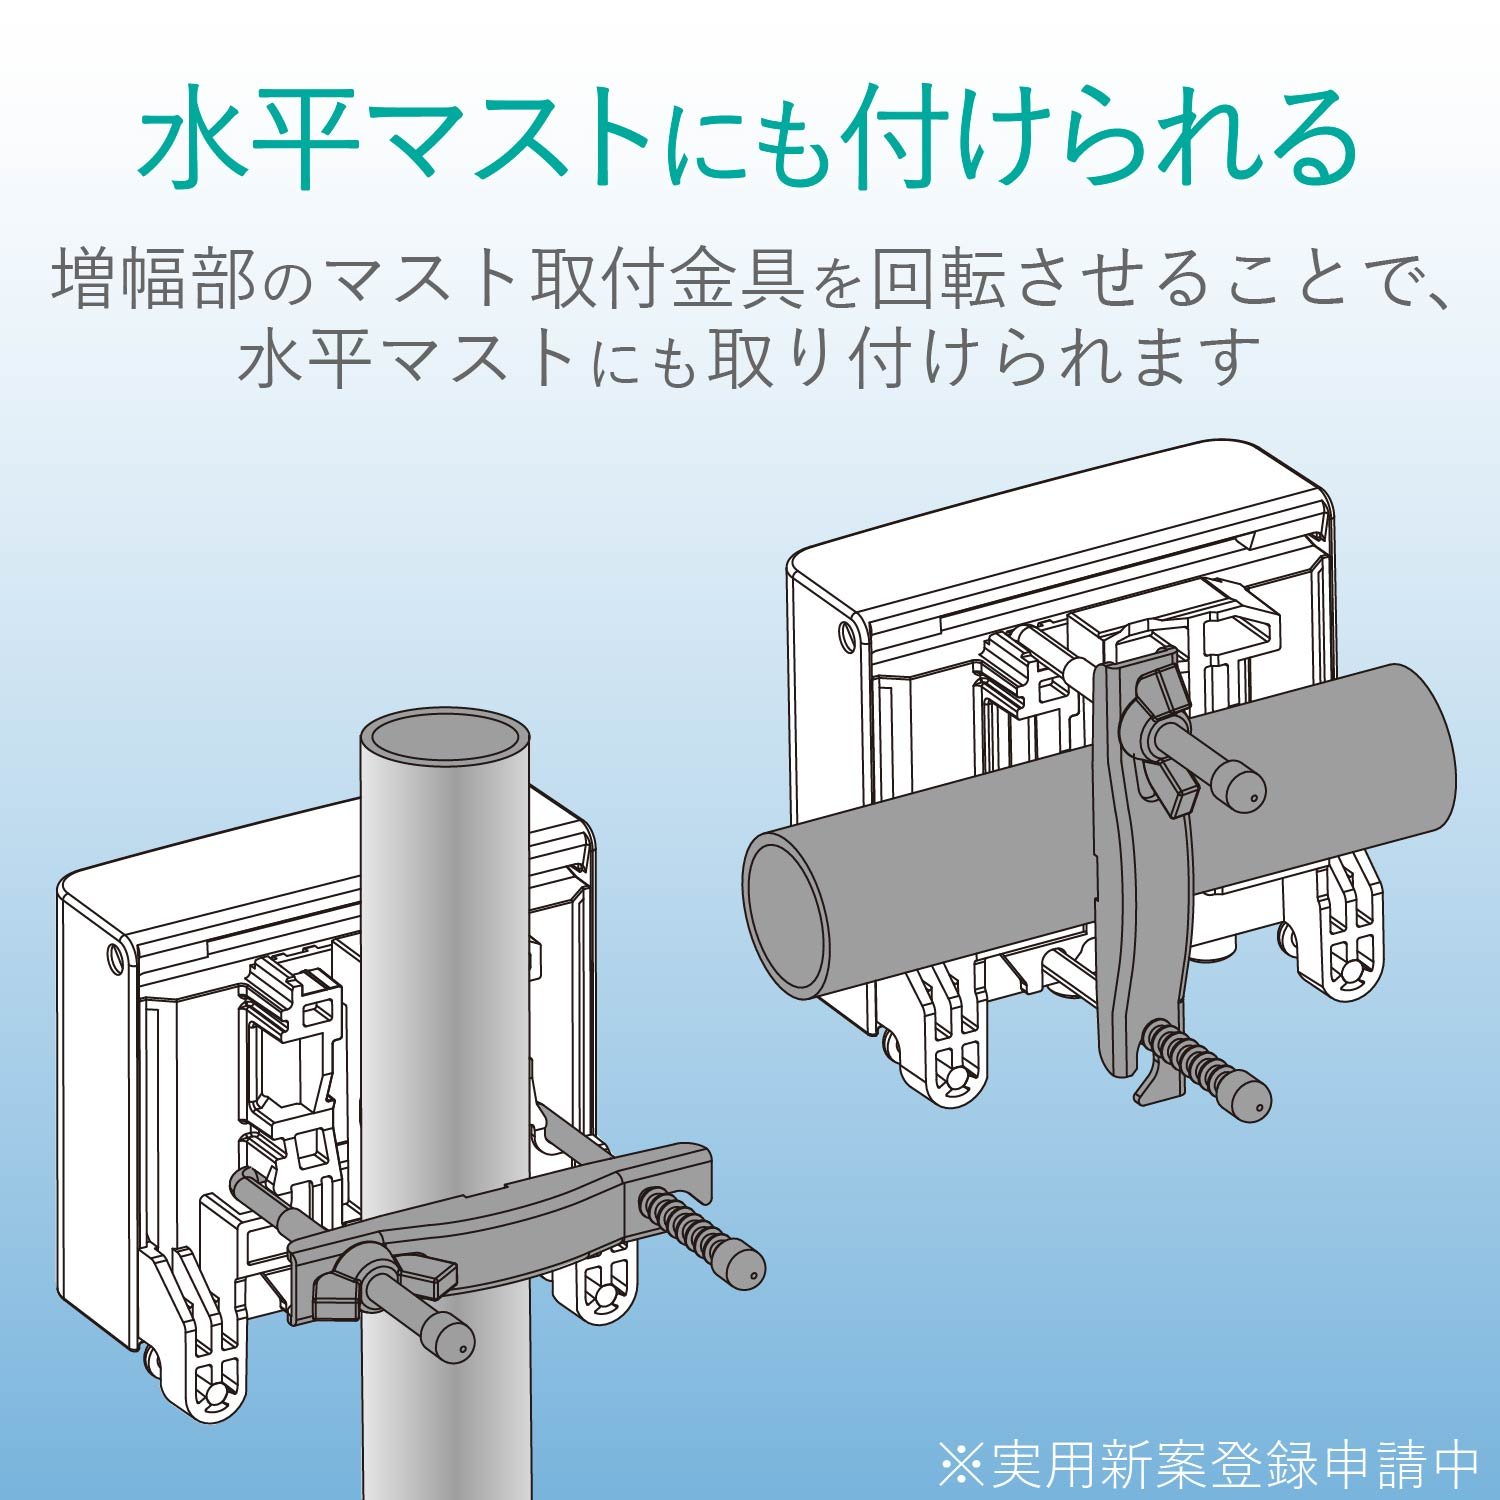 水平マストにも付けられる
増幅部のマスト取付金具を回転させることで、
水平マストにも取り付けられます
※実用新案登録申請中